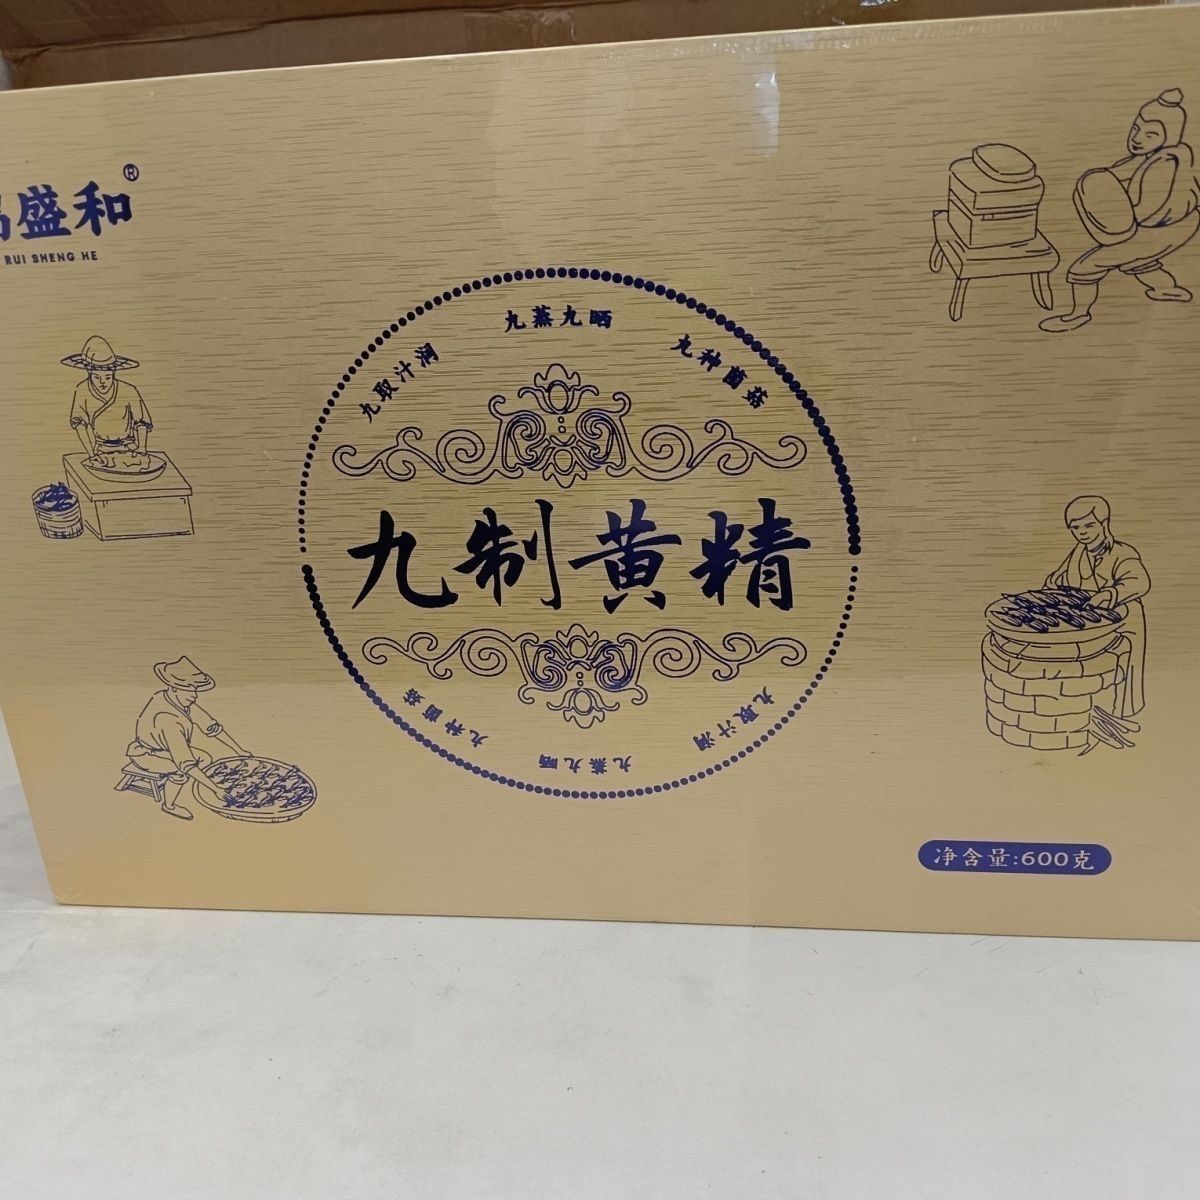 盛和®
RUI SHENG HE
九取汁润
九蒸九晒
九种菌菇
九制黄精
九种菌菇
九蒸九晒
九取汁润
净含量:600克